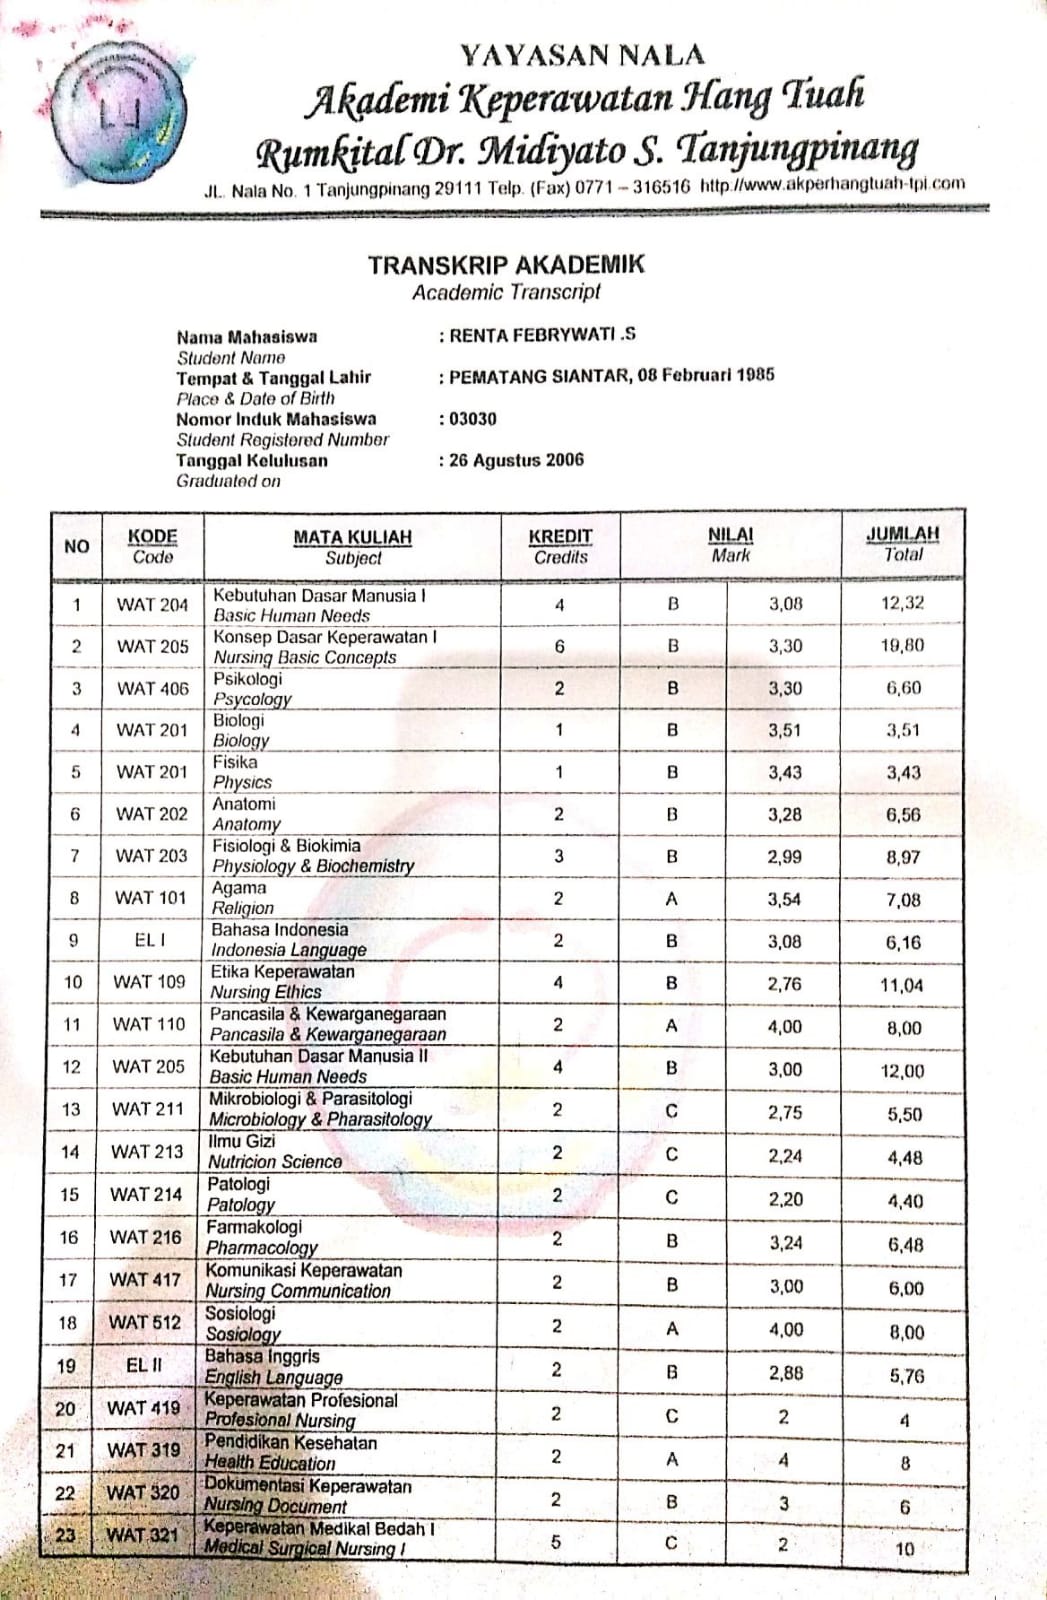 YAYASAN NALA
Akademi Keperawatan Hang Tuah
Rumkital Dr. Midiyato S. Tanjungpinang
JL. Nala No. 1 Tanjungpinang 29111 Telp. (Fax) 0771 – 316516 http.//www.akperhangtuah-tpi.com
TRANSKRIP AKADEMIK
Academic Transcript
Nama Mahasiswa : RENTA FEBRYWATI .S
Student Name
Tempat & Tanggal Lahir : PEMATANG SIANTAR, 08 Februari 1985
Place & Date of Birth
Nomor Induk Mahasiswa : 03030
Student Registered Number
Tanggal Kelulusan : 26 Agustus 2006
Graduated on
NO KODE MATA KULIAH KREDIT NILAI JUMLAH
Code Subject Credits Mark Total
1 WAT 204 Kebutuhan Dasar Manusia I 4 B 3,08 12,32
Basic Human Needs
2 WAT 205 Konsep Dasar Keperawatan I 6 B 3,30 19,80
Nursing Basic Concepts
3 WAT 406 Psikologi 2 B 3,30 6,60
Psycology
4 WAT 201 Biologi 1 B 3,51 3,51
Biology
5 WAT 201 Fisika 1 B 3,43 3,43
Physics
6 WAT 202 Anatomi 2 B 3,28 6,56
Anatomy
7 WAT 203 Fisiologi & Biokimia 3 B 2,99 8,97
Physiology & Biochemistry
8 WAT 101 Agama 2 A 3,54 7,08
Religion
9 EL I Bahasa Indonesia 2 B 3,08 6,16
Indonesia Language
10 WAT 109 Etika Keperawatan 4 B 2,76 11,04
Nursing Ethics
11 WAT 110 Pancasila & Kewarganegaraan 2 A 4,00 8,00
Pancasila & Kewarganegaraan
12 WAT 205 Kebutuhan Dasar Manusia II 4 B 3,00 12,00
Basic Human Needs
13 WAT 211 Mikrobiologi & Parasitologi 2 C 2,75 5,50
Microbiology & Pharasitology
14 WAT 213 Ilmu Gizi 2 C 2,24 4,48
Nutricion Science
15 WAT 214 Patologi 2 C 2,20 4,40
Patology
16 WAT 216 Farmakologi 2 B 3,24 6,48
Pharmacology
17 WAT 417 Komunikasi Keperawatan 2 B 3,00 6,00
Nursing Communication
18 WAT 512 Sosiologi 2 A 4,00 8,00
Sosiology
19 EL II Bahasa Inggris 2 B 2,88 5,76
English Language
20 WAT 419 Keperawatan Profesional 2 C 2 4
Profesional Nursing
21 WAT 319 Pendidikan Kesehatan 2 A 4 8
Health Education
22 WAT 320 Dokumentasi Keperawatan 2 B 3 6
Nursing Document
23 WAT 321 Keperawatan Medikal Bedah I 5 C 2 10
Medical Surgical Nursing I